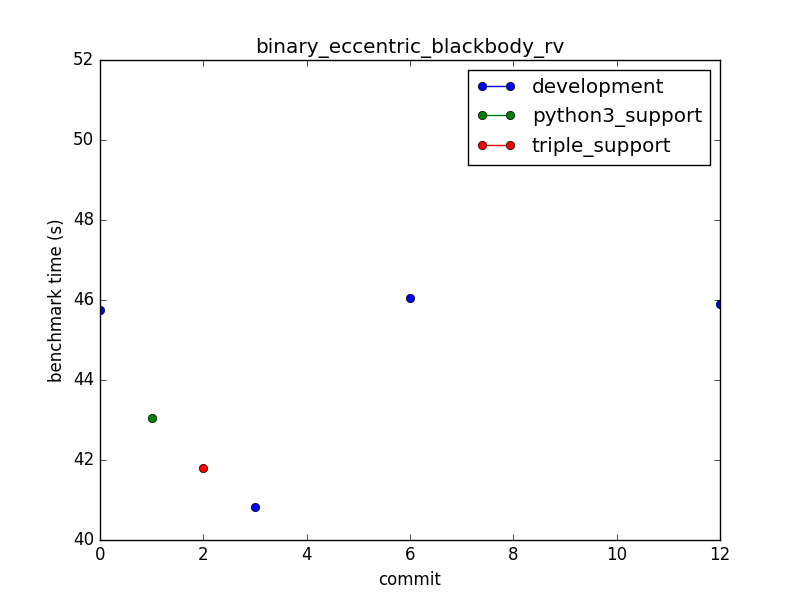 binary_eccentric_blackbody_rv
52
50
48
46
44
42
40
benchmark time (s)
development
python3_support
triple_support
0 2 4 6 8 10 12
commit